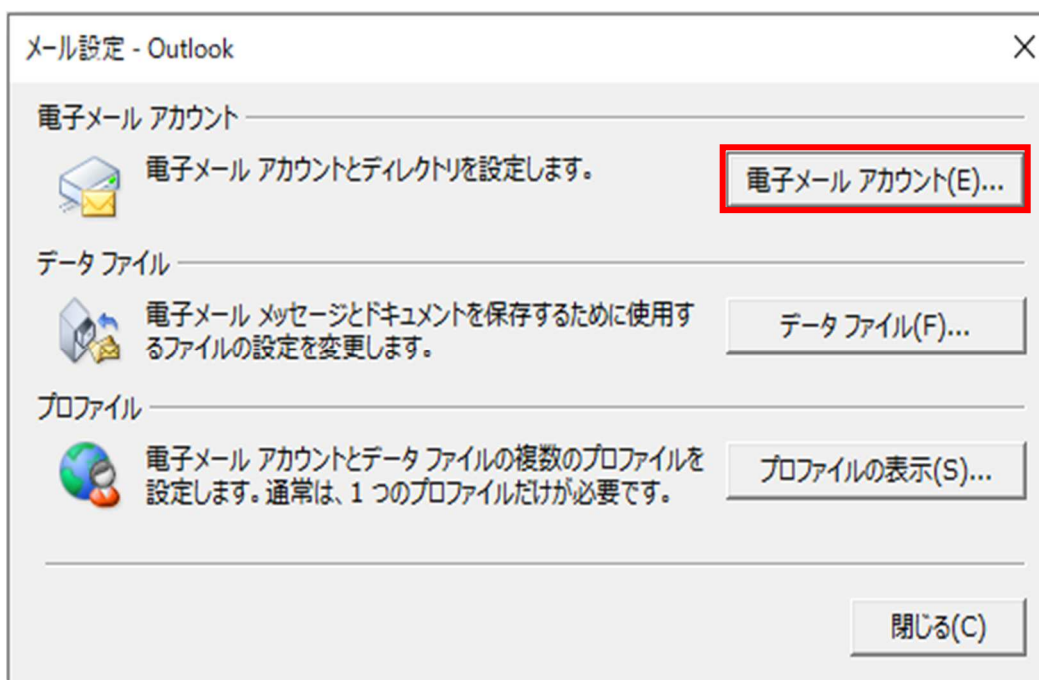 メール設定 - Outlook
電子メール アカウント
電子メール アカウントとディレクトリを設定します。
電子メール アカウント(E)...
データ ファイル
電子メール メッセージとドキュメントを保存するために使用す
るファイルの設定を変更します。
データ ファイル(F)...
プロファイル
電子メール アカウントとデータ ファイルの複数のプロファイルを
設定します。通常は、1 つのプロファイルだけが必要です。
プロファイルの表示(S)...
閉じる(C)